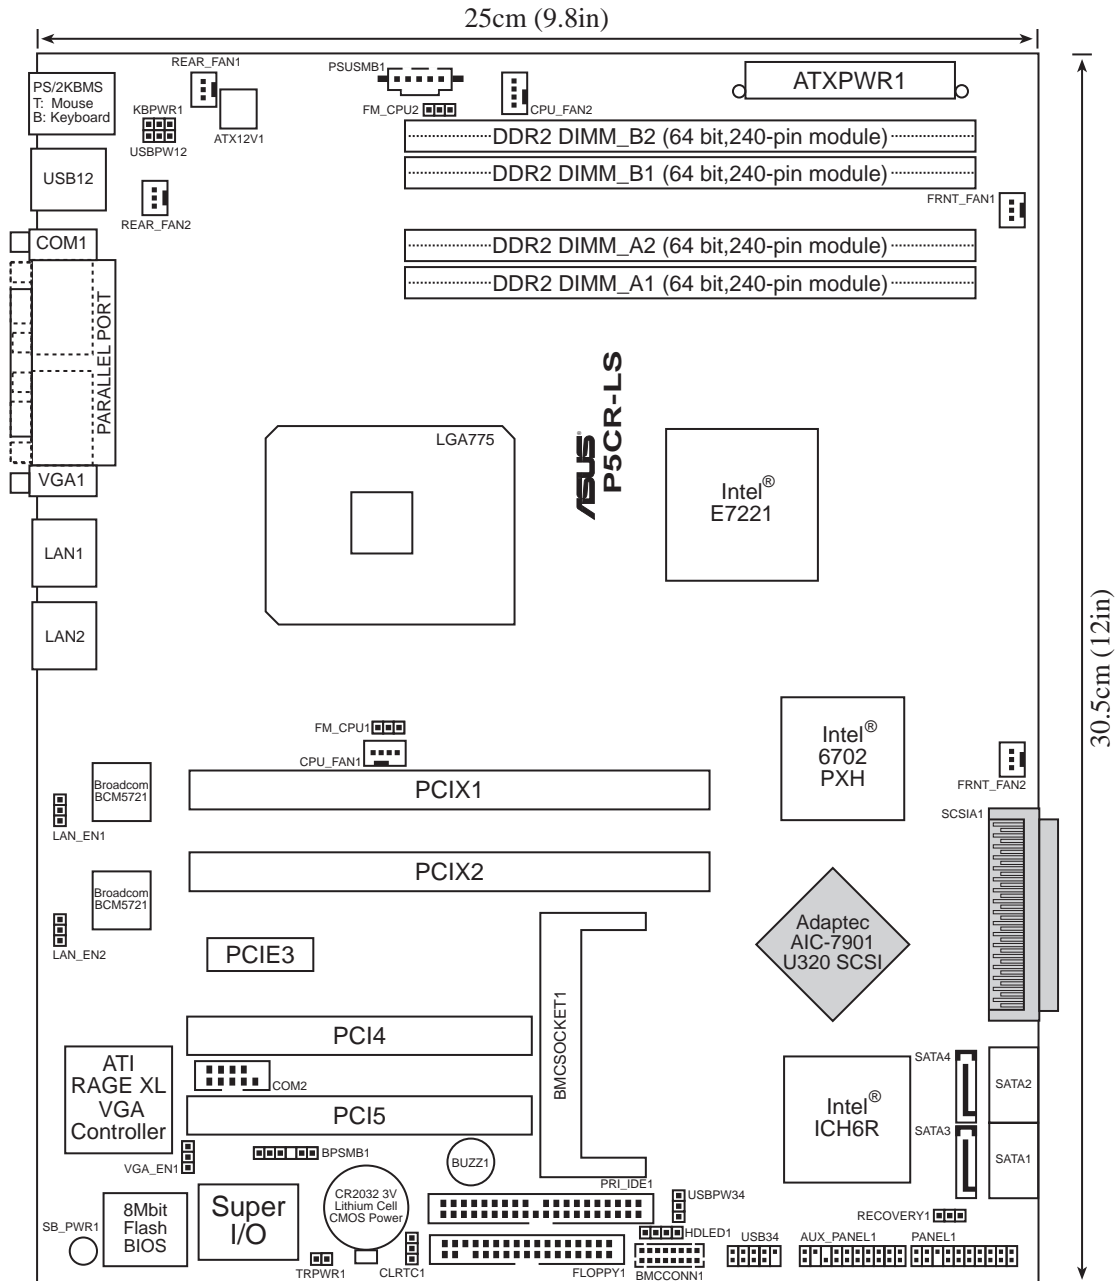 25cm (9.8in)
PS/2KBMS
T: Mouse
B: Keyboard
REAR_FAN1
KBPWR1
USBPW12
ATX12V1
PSUSMB1
FM_CPU2
CPU_FAN2
ATXPWR1
DDR2 DIMM_B2 (64 bit,240-pin module)
USB12
DDR2 DIMM_B1 (64 bit,240-pin module)
REAR_FAN2
FRNT_FAN1
COM1
DDR2 DIMM_A2 (64 bit,240-pin module)
DDR2 DIMM_A1 (64 bit,240-pin module)
PARALLEL PORT
ASUS
P5CR-LS
LGA775
VGA1
Intel®
E7221
LAN1
LAN2
30.5cm (12in)
FM_CPU1
CPU_FAN1
Intel®
6702
PXH
FRNT_FAN2
Broadcom
BCM5721
LAN_EN1
PCIX1
SCSIA1
PCIX2
Broadcom
BCM5721
LAN_EN2
PCIE3
Adaptec
AIC-7901
U320 SCSI
BMCSOCKET1
PCI4
ATI
RAGE XL
VGA
Controller
COM2
PCI5
Intel®
ICH6R
SATA4
SATA2
SATA3
SATA1
VGA_EN1
BPSMB1
BUZZ1
PRI_IDE1
USBPW34
SB_PWR1
8Mbit
Flash
BIOS
Super
I/O
CR2032 3V
Lithium Cell
CMOS Power
TRPWR1
CLRTC1
FLOPPY1
HDLED1
BMCCONN1
RECOVERY1
USB34
AUX_PANEL1
PANEL1